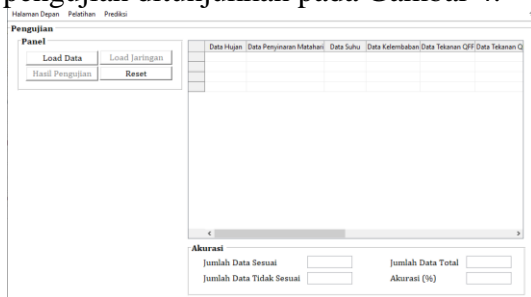 pengujian ditunjukkan pada Gambar 4.
Halaman Depan Pelatihan Prediksi
Pengujian
Panel
Load Data Load Jaringan
Hasil Pengujian Reset
Data Hujan Data Penyinaran Matahari Data Suhu Data Kelembaban Data Tekanan QFF Data Tekanan Q
Akurasi
Jumlah Data Sesuai Jumlah Data Total
Jumlah Data Tidak Sesuai Akurasi (%)